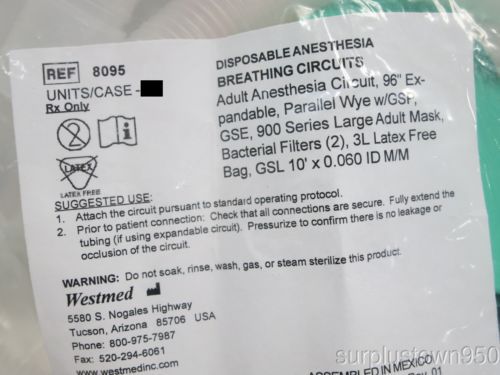 REF 8095
UNITS/CASE -
Rx Only
LATEX
LATEX FREE
DISPOSABLE ANESTHESIA
BREATHING CIRCUITS
Adult Anesthesia Circuit, 96" Ex-
pandable, Parallel Wye w/GSF,
GSE, 900 Series Large Adult Mask,
Bacterial Filters (2), 3L Latex Free
Bag, GSL 10' x 0.060 ID M/M
SUGGESTED USE:
1. Attach the circuit pursuant to standard operating protocol.
2. Prior to patient connection: Check that all connections are secure. Fully extend the
tubing (if using expandable circuit). Pressurize to confirm there is no leakage or
occlusion of the circuit.
WARNING: Do not soak, rinse, wash, gas, or steam sterilize this product.
Westmed
5580 S. Nogales Highway
Tucson, Arizona 85706 USA
Phone: 800-975-7987
Fax: 520-294-6061
www.westmedinc.com
ASSEMBLED IN MEXICO
Rev. 01
surplustown950